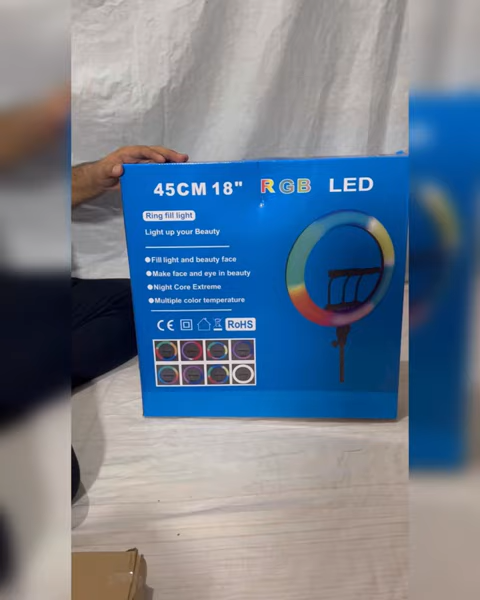 45CM 18" RGB LED
Ring fill light
Light up your Beauty
●Fill light and beauty face
●Make face and eye in beauty
●Night Core Extreme
●Multiple color temperature
CE RoHS